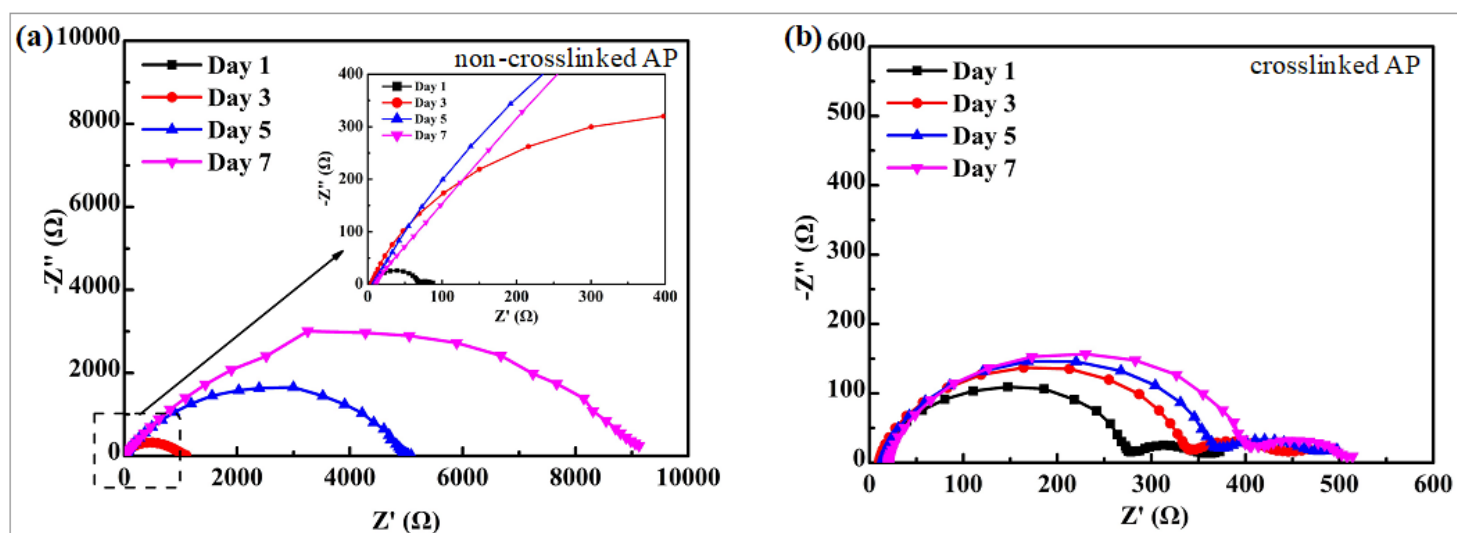 (a)
non-crosslinked AP
10000
8000
6000
4000
2000
0
-Z'' (Ω)
Day 1
Day 3
Day 5
Day 7
400
300
200
100
0
-Z'' (Ω)
Day 1
Day 3
Day 5
Day 7
0 100 200 300 400
Z' (Ω)
0 2000 4000 6000 8000 10000
Z' (Ω)
(b)
crosslinked AP
600
500
400
300
200
100
0
-Z'' (Ω)
Day 1
Day 3
Day 5
Day 7
0 100 200 300 400 500 600
Z' (Ω)